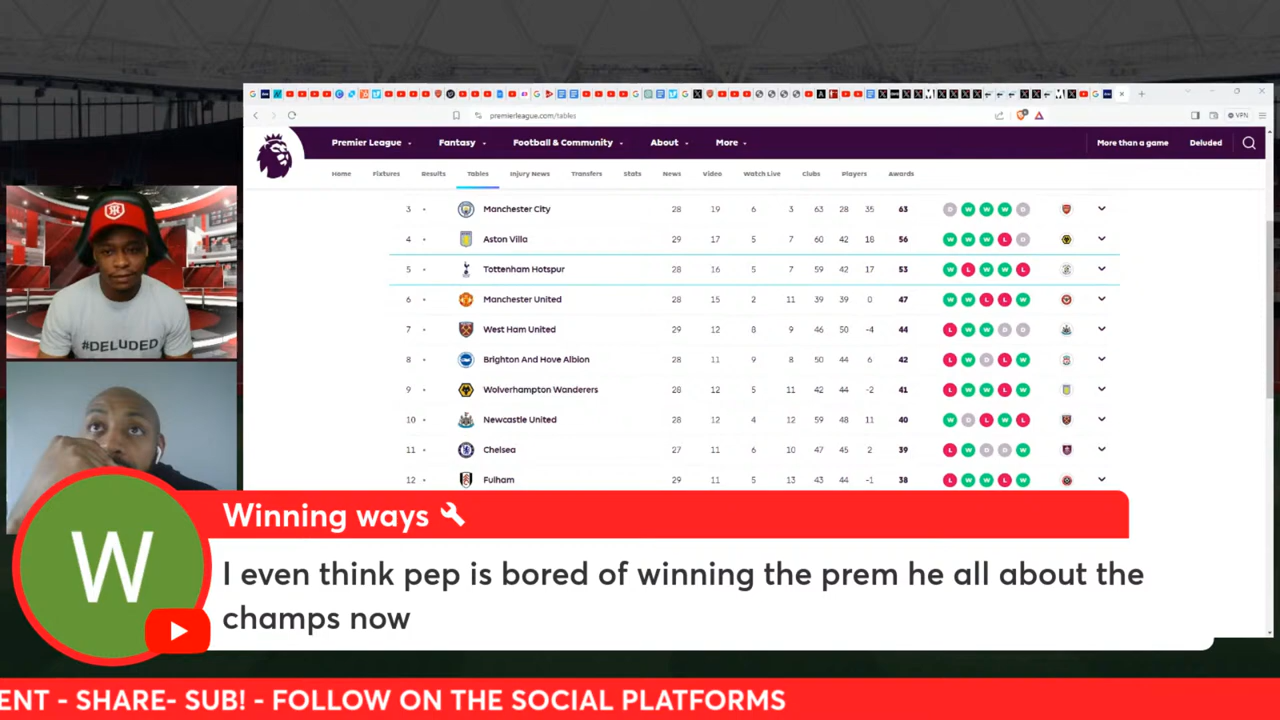 premierleague.com/tables
VPN
Premier League Fantasy Football & Community About More More than a game Deluded
Home Fixtures Results Tables Injury News Transfers Stats News Video Watch Live Clubs Players Awards
3 Manchester City 28 19 6 3 63 28 35 63 D W W W D
4 Aston Villa 29 17 5 7 60 42 18 56 W W W L D
5 Tottenham Hotspur 28 16 5 7 59 42 17 53 W L W W L
6 Manchester United 28 15 2 11 39 39 0 47 W W L L W
7 West Ham United 29 12 8 9 46 50 -4 44 L W W D D
8 Brighton And Hove Albion 28 11 9 8 50 44 6 42 L W D L W
9 Wolverhampton Wanderers 28 12 5 11 42 44 -2 41 L W W L W
10 Newcastle United 28 12 4 12 59 48 11 40 W D L W L
11 Chelsea 27 11 6 10 47 45 2 39 L W D D W
12 Fulham 29 11 5 13 43 44 -1 38 L W W L W
#DELUDED
Winning ways
W
I even think pep is bored of winning the prem he all about the
champs now
ENT - SHARE- SUB! - FOLLOW ON THE SOCIAL PLATFORMS